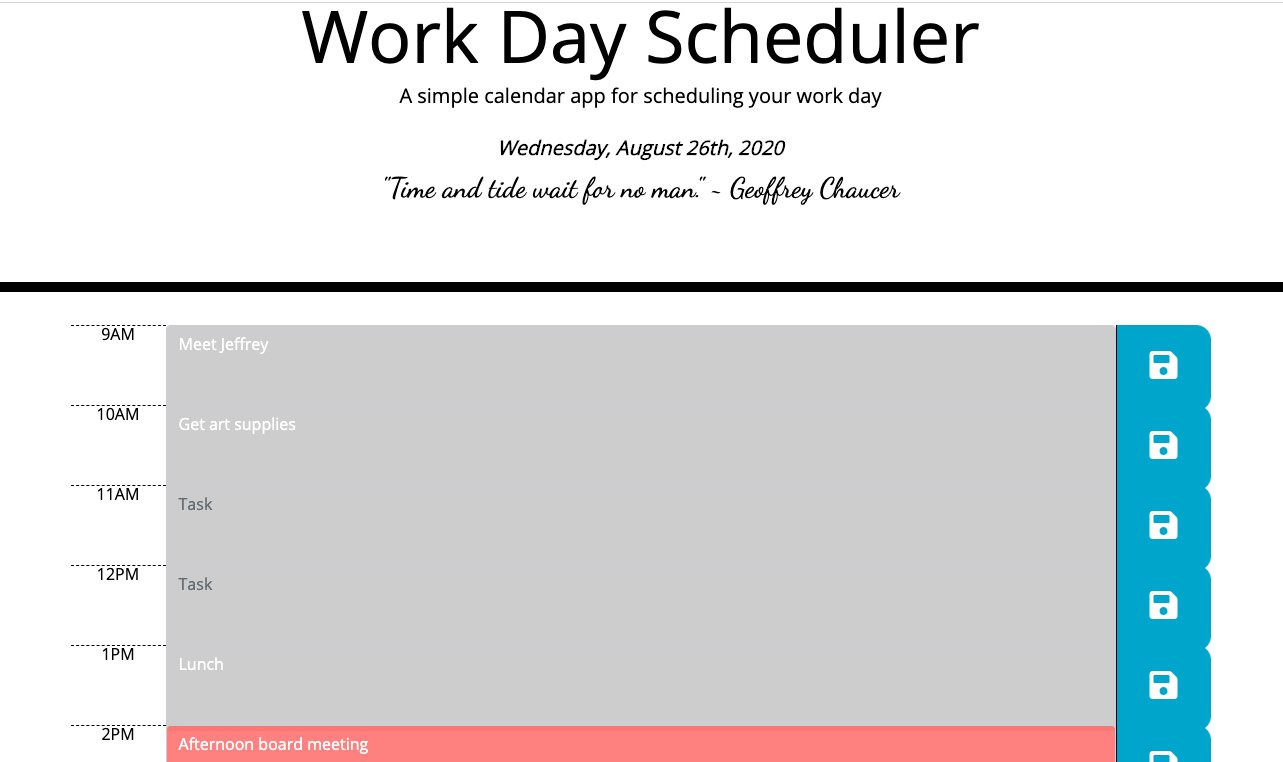 Work Day Scheduler
A simple calendar app for scheduling your work day
Wednesday, August 26th, 2020
"Time and tide wait for no man." ~ Geoffrey Chaucer
9AM
Meet Jeffrey
10AM
Get art supplies
11AM
Task
12PM
Task
1PM
Lunch
2PM
Afternoon board meeting